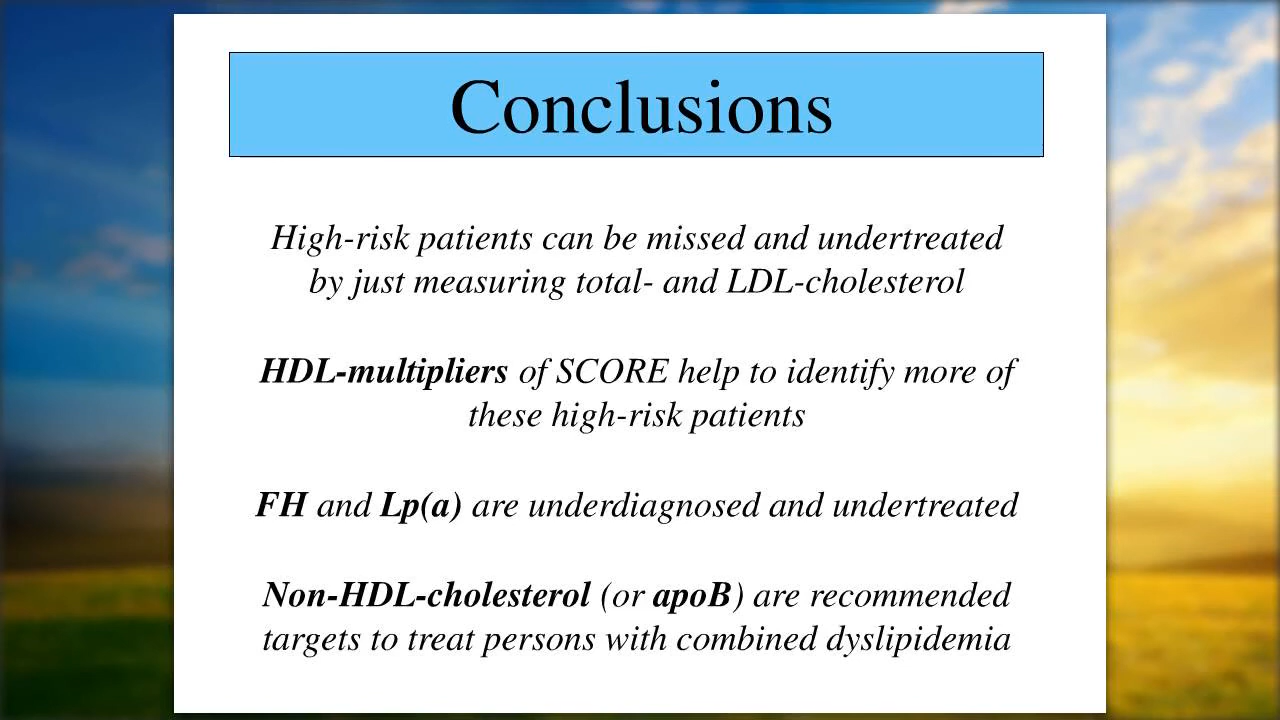 Conclusions
High-risk patients can be missed and undertreated
by just measuring total- and LDL-cholesterol
HDL-multipliers of SCORE help to identify more of
these high-risk patients
FH and Lp(a) are underdiagnosed and undertreated
Non-HDL-cholesterol (or apoB) are recommended
targets to treat persons with combined dyslipidemia